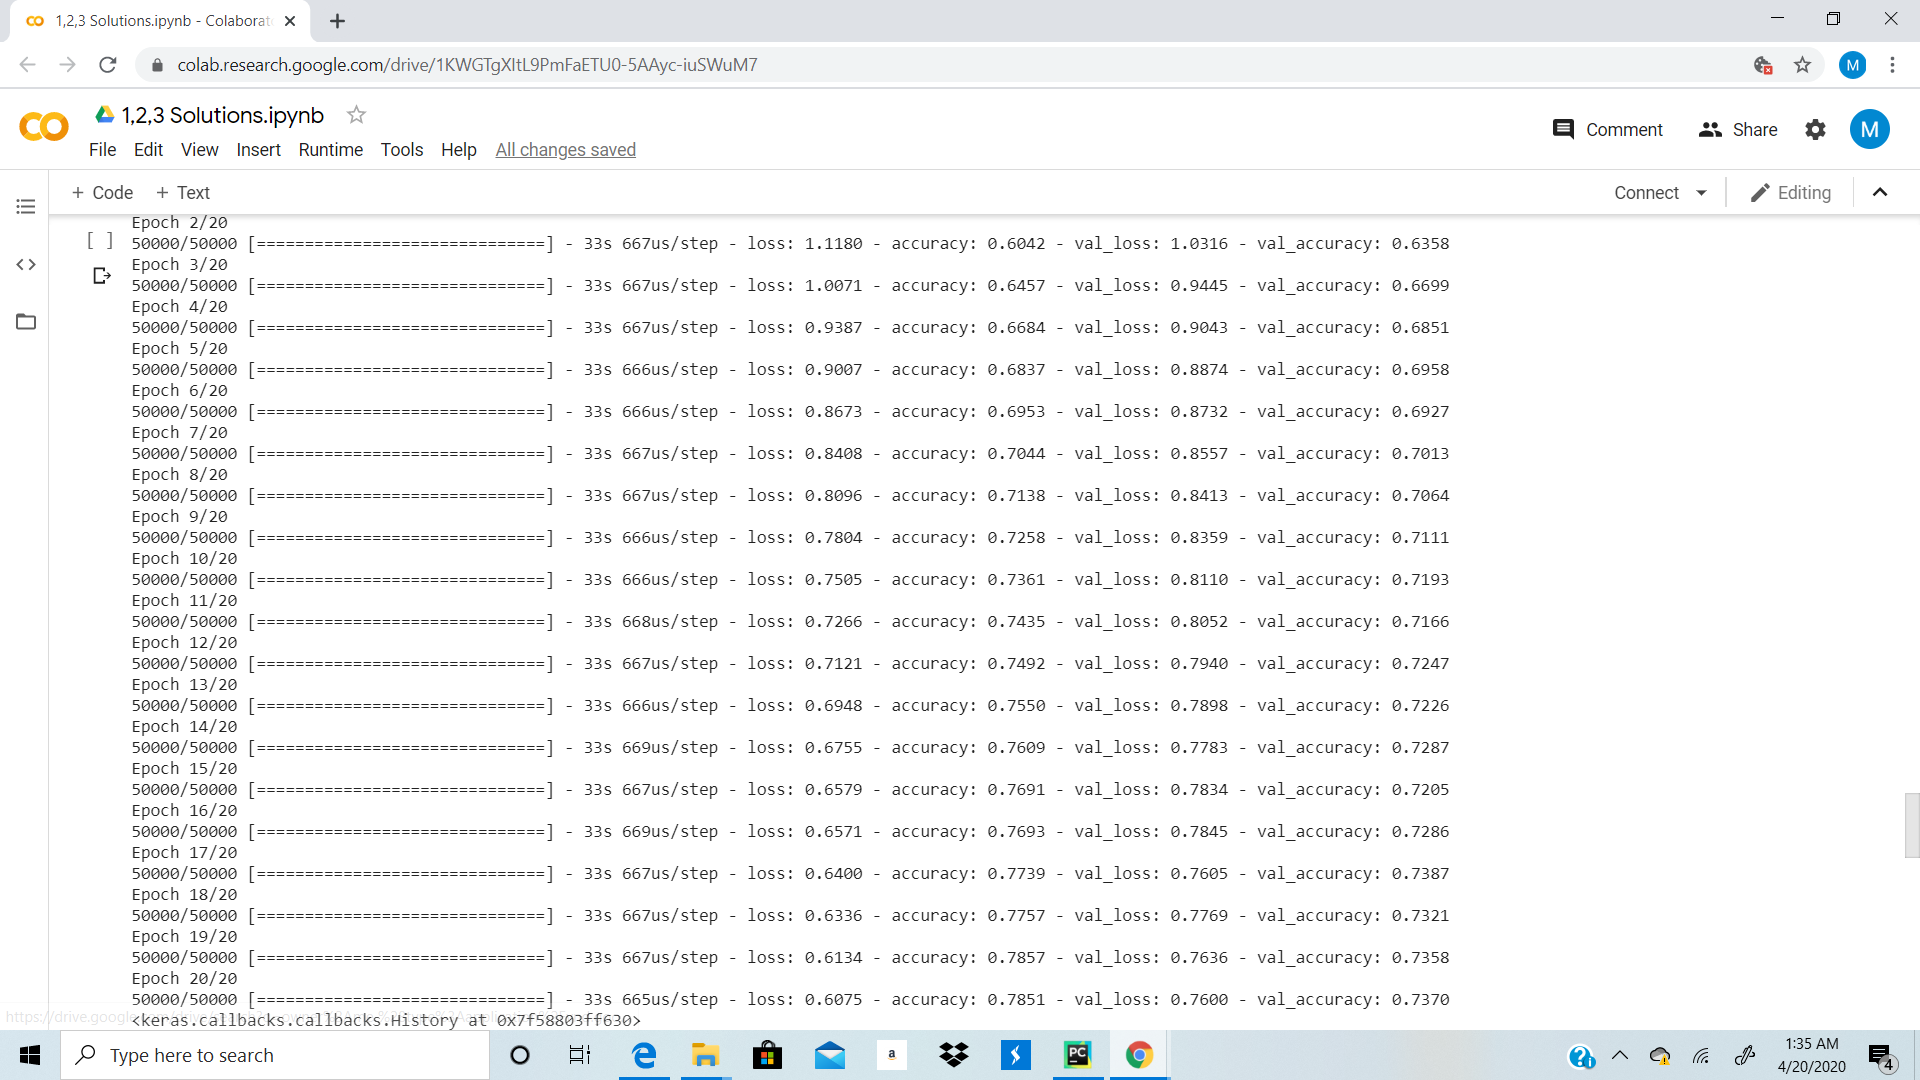 1,2,3 Solutions.ipynb - Colaborat
colab.research.google.com/drive/1KWGTgXItL9PmFaETU0-5AAyc-iuSWuM7
M
1,2,3 Solutions.ipynb
Comment
Share
M
File Edit View Insert Runtime Tools Help All changes saved
+ Code + Text
Connect
Editing
Epoch 2/20
[ ]
50000/50000 [==============================] - 33s 667us/step - loss: 1.1180 - accuracy: 0.6042 - val_loss: 1.0316 - val_accuracy: 0.6358
Epoch 3/20
50000/50000 [==============================] - 33s 667us/step - loss: 1.0071 - accuracy: 0.6457 - val_loss: 0.9445 - val_accuracy: 0.6699
Epoch 4/20
50000/50000 [==============================] - 33s 667us/step - loss: 0.9387 - accuracy: 0.6684 - val_loss: 0.9043 - val_accuracy: 0.6851
Epoch 5/20
50000/50000 [==============================] - 33s 666us/step - loss: 0.9007 - accuracy: 0.6837 - val_loss: 0.8874 - val_accuracy: 0.6958
Epoch 6/20
50000/50000 [==============================] - 33s 666us/step - loss: 0.8673 - accuracy: 0.6953 - val_loss: 0.8732 - val_accuracy: 0.6927
Epoch 7/20
50000/50000 [==============================] - 33s 667us/step - loss: 0.8408 - accuracy: 0.7044 - val_loss: 0.8557 - val_accuracy: 0.7013
Epoch 8/20
50000/50000 [==============================] - 33s 667us/step - loss: 0.8096 - accuracy: 0.7138 - val_loss: 0.8413 - val_accuracy: 0.7064
Epoch 9/20
50000/50000 [==============================] - 33s 666us/step - loss: 0.7804 - accuracy: 0.7258 - val_loss: 0.8359 - val_accuracy: 0.7111
Epoch 10/20
50000/50000 [==============================] - 33s 666us/step - loss: 0.7505 - accuracy: 0.7361 - val_loss: 0.8110 - val_accuracy: 0.7193
Epoch 11/20
50000/50000 [==============================] - 33s 668us/step - loss: 0.7266 - accuracy: 0.7435 - val_loss: 0.8052 - val_accuracy: 0.7166
Epoch 12/20
50000/50000 [==============================] - 33s 667us/step - loss: 0.7121 - accuracy: 0.7492 - val_loss: 0.7940 - val_accuracy: 0.7247
Epoch 13/20
50000/50000 [==============================] - 33s 666us/step - loss: 0.6948 - accuracy: 0.7550 - val_loss: 0.7898 - val_accuracy: 0.7226
Epoch 14/20
50000/50000 [==============================] - 33s 669us/step - loss: 0.6755 - accuracy: 0.7609 - val_loss: 0.7783 - val_accuracy: 0.7287
Epoch 15/20
50000/50000 [==============================] - 33s 667us/step - loss: 0.6579 - accuracy: 0.7691 - val_loss: 0.7834 - val_accuracy: 0.7205
Epoch 16/20
50000/50000 [==============================] - 33s 669us/step - loss: 0.6571 - accuracy: 0.7693 - val_loss: 0.7845 - val_accuracy: 0.7286
Epoch 17/20
50000/50000 [==============================] - 33s 667us/step - loss: 0.6400 - accuracy: 0.7739 - val_loss: 0.7605 - val_accuracy: 0.7387
Epoch 18/20
50000/50000 [==============================] - 33s 667us/step - loss: 0.6336 - accuracy: 0.7757 - val_loss: 0.7769 - val_accuracy: 0.7321
Epoch 19/20
50000/50000 [==============================] - 33s 667us/step - loss: 0.6134 - accuracy: 0.7857 - val_loss: 0.7636 - val_accuracy: 0.7358
Epoch 20/20
50000/50000 [==============================] - 33s 665us/step - loss: 0.6075 - accuracy: 0.7851 - val_loss: 0.7600 - val_accuracy: 0.7370
<keras.callbacks.callbacks.History at 0x7f58803ff630>
Type here to search
a
PC
1:35 AM
4/20/2020
4